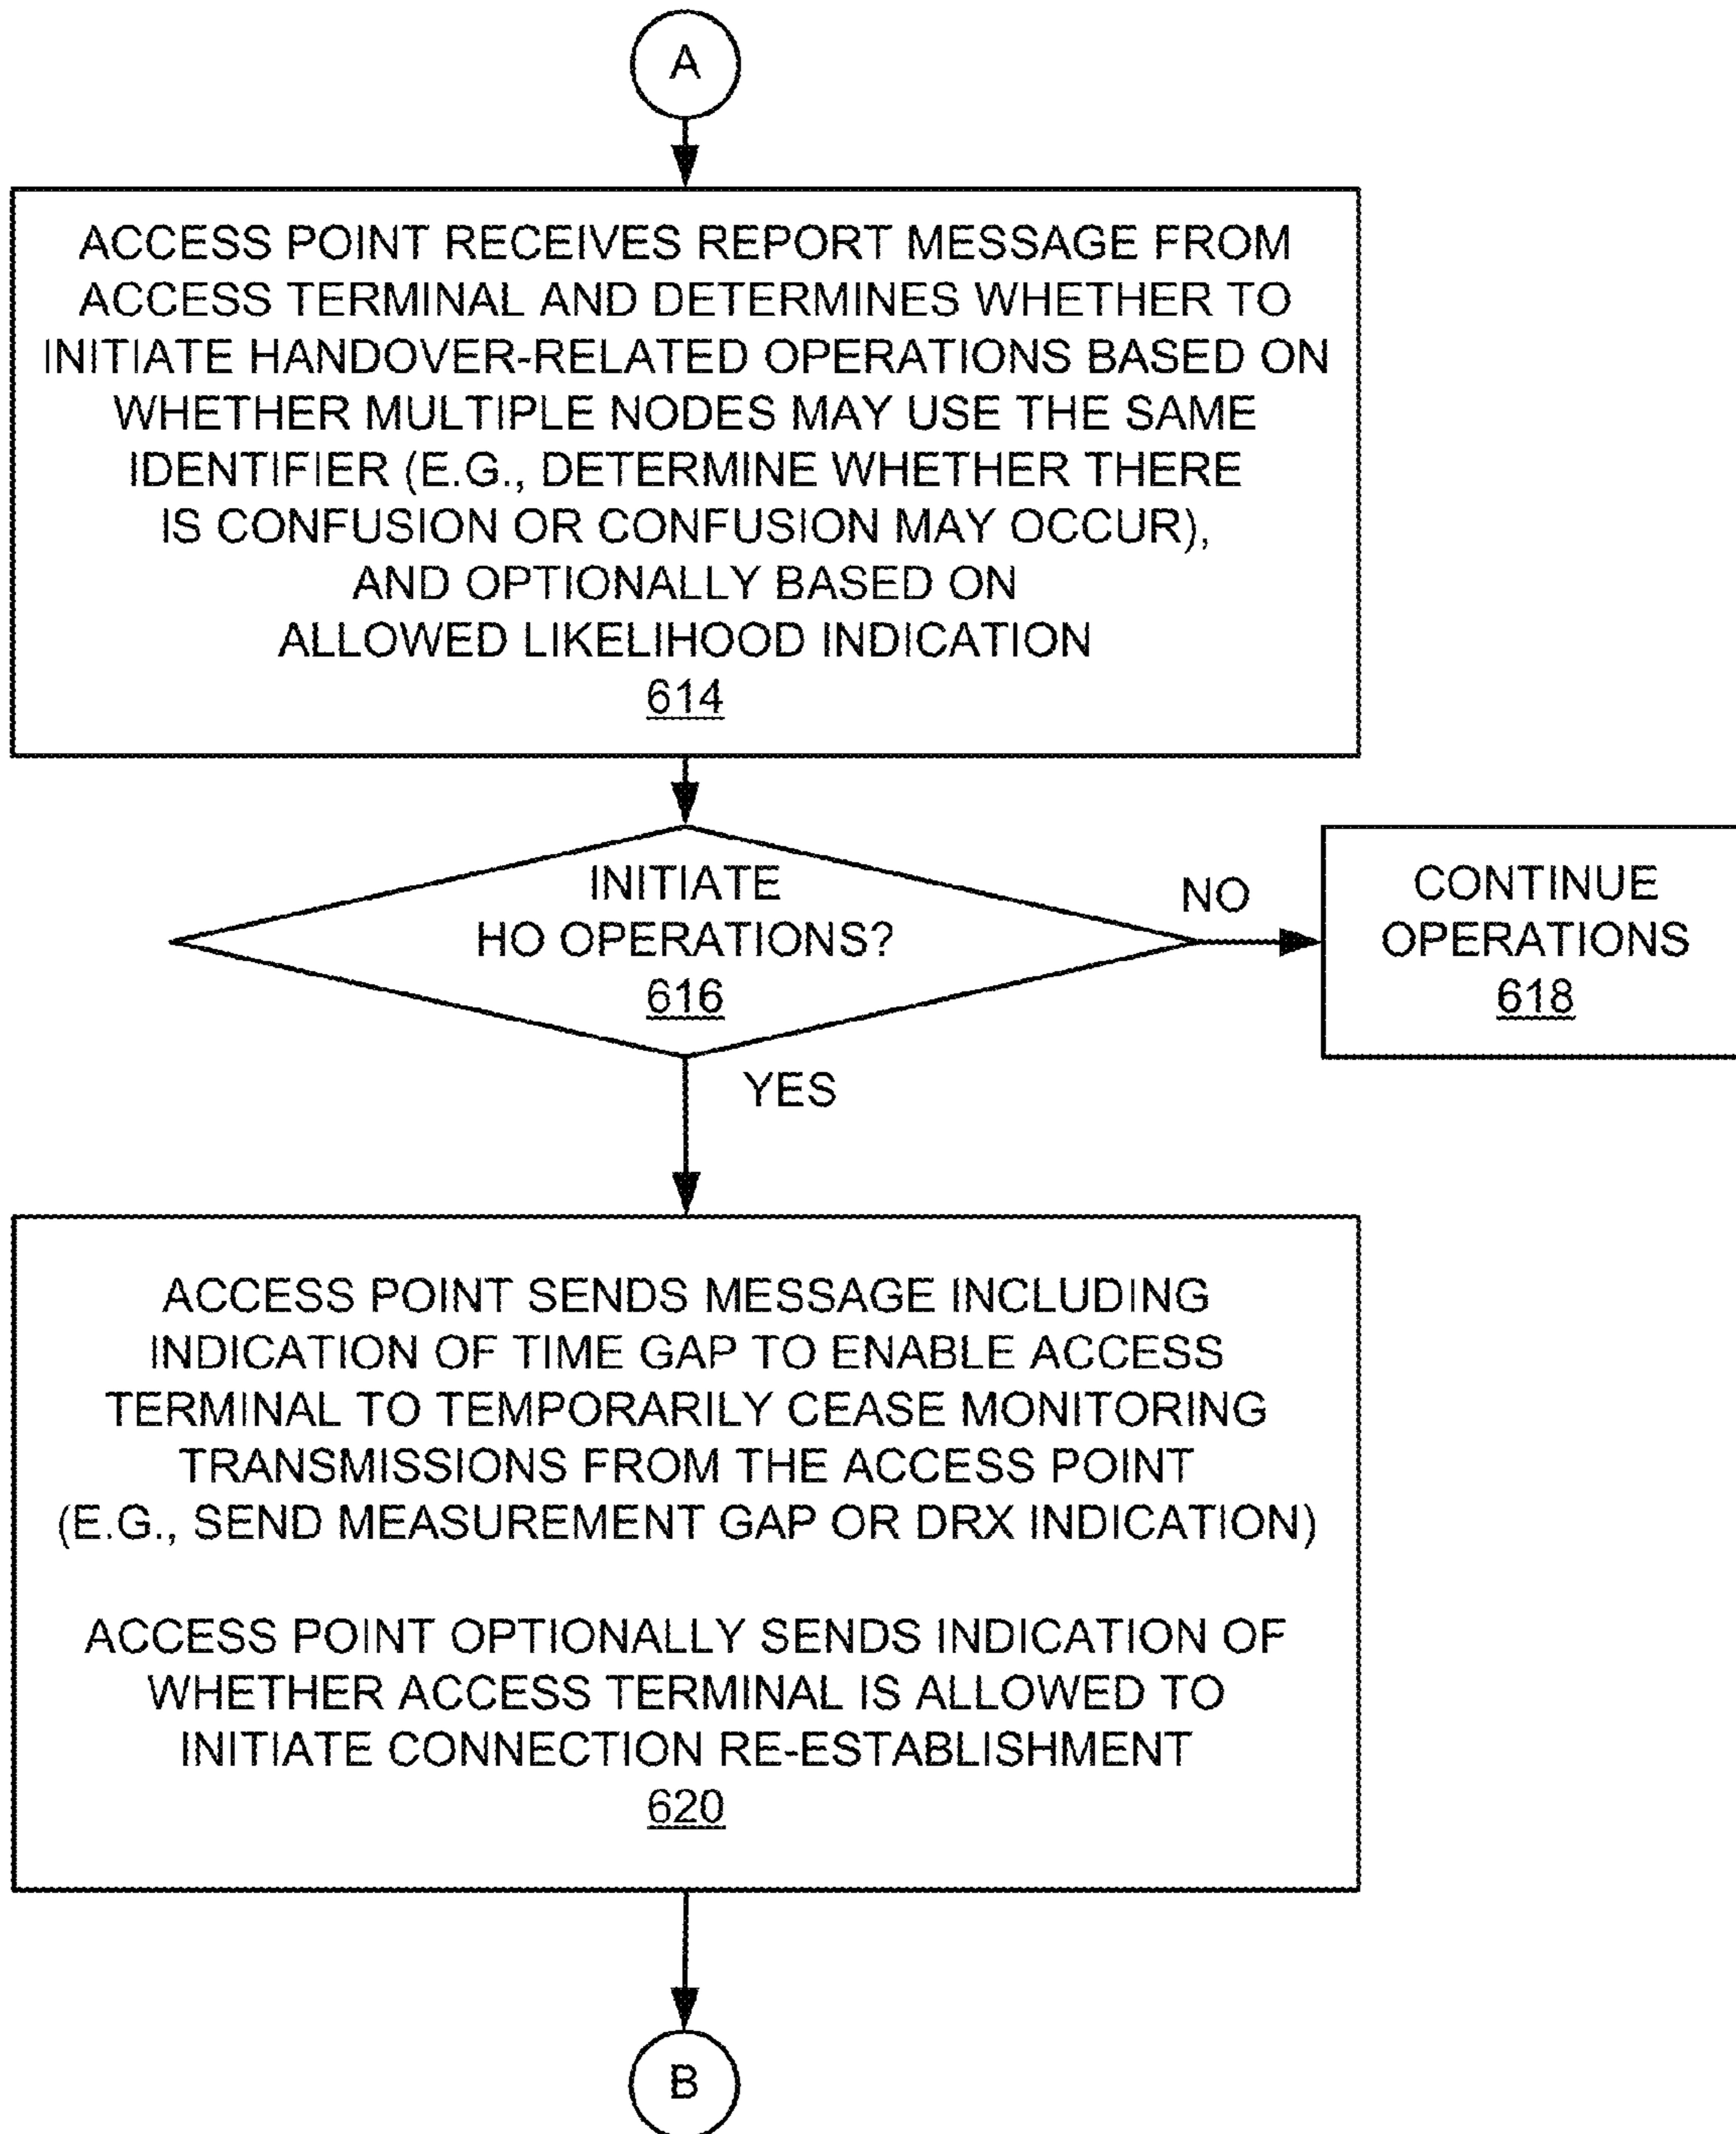 A
ACCESS POINT RECEIVES REPORT MESSAGE FROM
ACCESS TERMINAL AND DETERMINES WHETHER TO
INITIATE HANDOVER-RELATED OPERATIONS BASED ON
WHETHER MULTIPLE NODES MAY USE THE SAME
IDENTIFIER (E.G., DETERMINE WHETHER THERE
IS CONFUSION OR CONFUSION MAY OCCUR),
AND OPTIONALLY BASED ON
ALLOWED LIKELIHOOD INDICATION
614
INITIATE
HO OPERATIONS?
616
NO
CONTINUE
OPERATIONS
618
YES
ACCESS POINT SENDS MESSAGE INCLUDING
INDICATION OF TIME GAP TO ENABLE ACCESS
TERMINAL TO TEMPORARILY CEASE MONITORING
TRANSMISSIONS FROM THE ACCESS POINT
(E.G., SEND MEASUREMENT GAP OR DRX INDICATION)
ACCESS POINT OPTIONALLY SENDS INDICATION OF
WHETHER ACCESS TERMINAL IS ALLOWED TO
INITIATE CONNECTION RE-ESTABLISHMENT
620
B